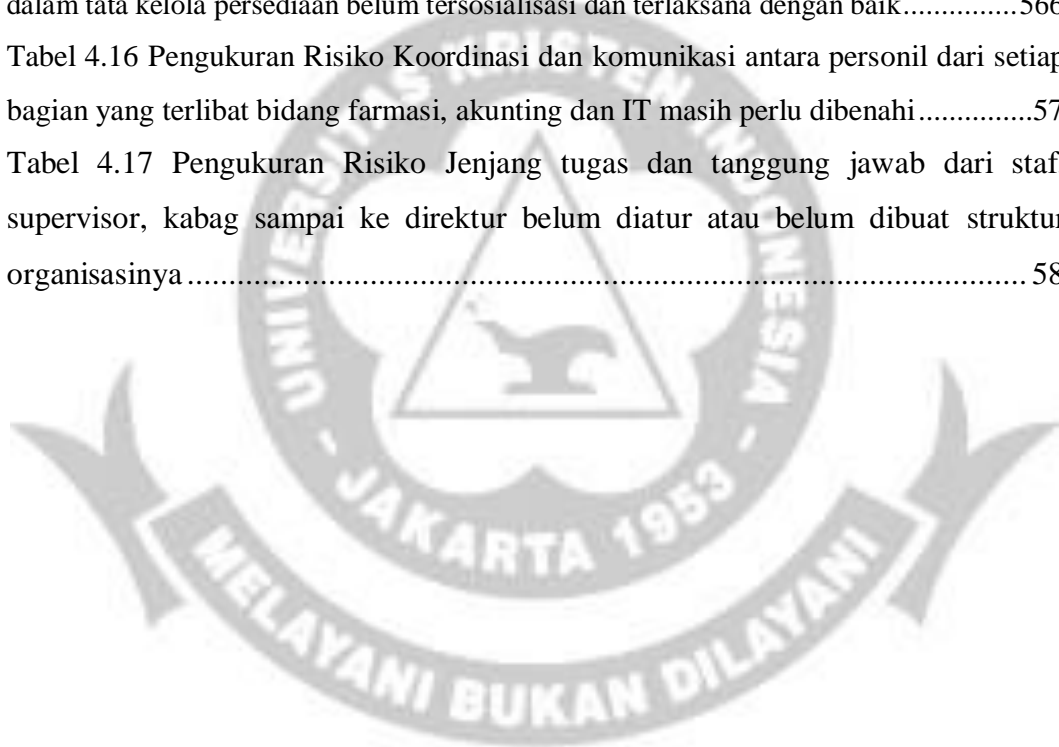 dalam tata kelola persediaan belum tersosialisasi dan terlaksana dengan baik...............566
Tabel 4.16 Pengukuran Risiko Koordinasi dan komunikasi antara personil dari setiap
bagian yang terlibat bidang farmasi, akunting dan IT masih perlu dibenahi...............57
Tabel 4.17 Pengukuran Risiko Jenjang tugas dan tanggung jawab dari staf
supervisor, kabag sampai ke direktur belum diatur atau belum dibuat struktur
organisasinya.......................................................................................... 58
UNIVERSITAS KRISTEN INDONESIA
- JAKARTA 1953 -
MELAYANI BUKAN DILAYANI